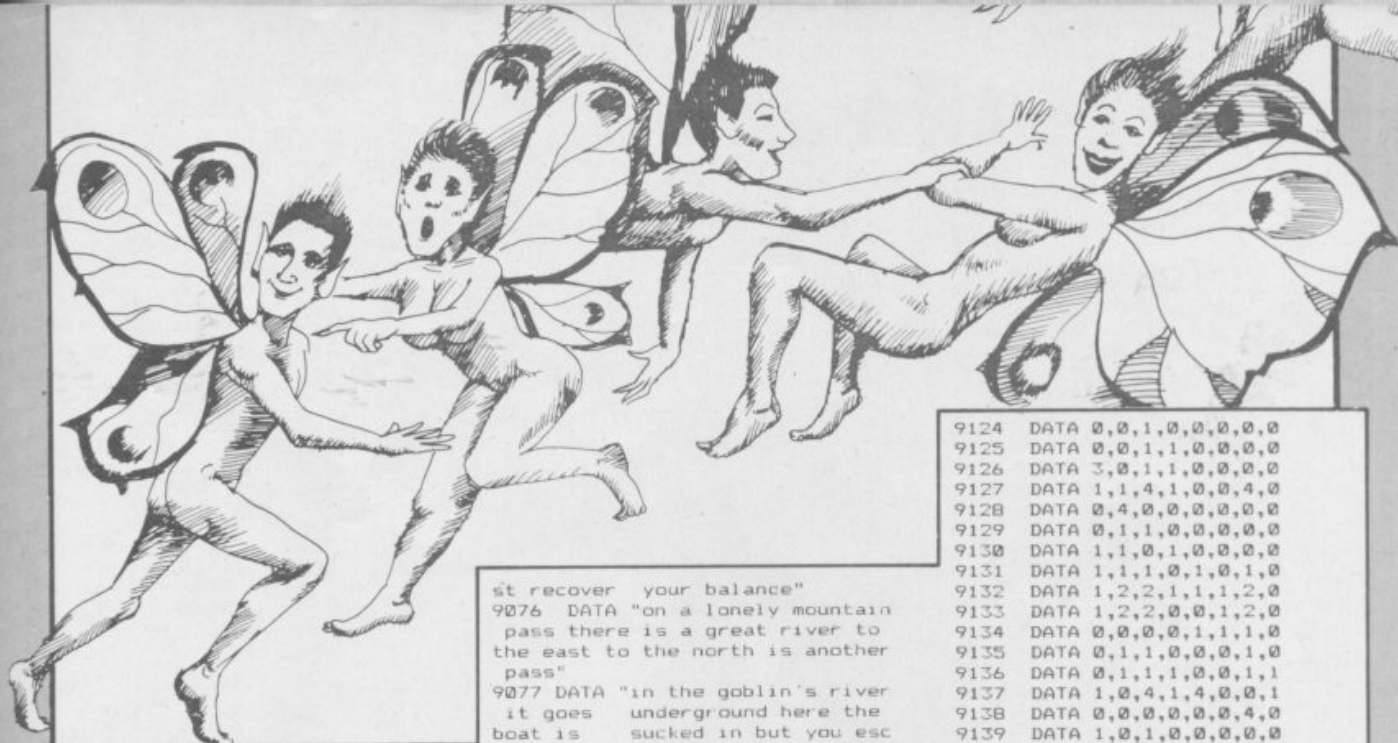 st recover   your balance"
9076  DATA "on a lonely mountain
 pass there is a great river to
the east to the north is another
 pass"
9077 DATA "in the goblin's river
 it goes   underground here the
boat is    sucked in but you esc
9124  DATA 0,0,1,0,0,0,0,0
9125  DATA 0,0,1,1,0,0,0,0
9126  DATA 3,0,1,1,0,0,0,0
9127  DATA 1,1,4,1,0,0,4,0
9128  DATA 0,4,0,0,0,0,0,0
9129  DATA 0,1,1,0,0,0,0,0
9130  DATA 1,1,0,1,0,0,0,0
9131  DATA 1,1,1,0,1,0,1,0
9132  DATA 1,2,2,1,1,1,2,0
9133  DATA 1,2,2,0,0,1,2,0
9134  DATA 0,0,0,0,1,1,1,0
9135  DATA 0,1,1,0,0,0,1,0
9136  DATA 0,1,1,1,0,0,1,1
9137  DATA 1,0,4,1,4,0,0,1
9138  DATA 0,0,0,0,0,0,4,0
9139  DATA 1,0,1,0,0,0,0,0